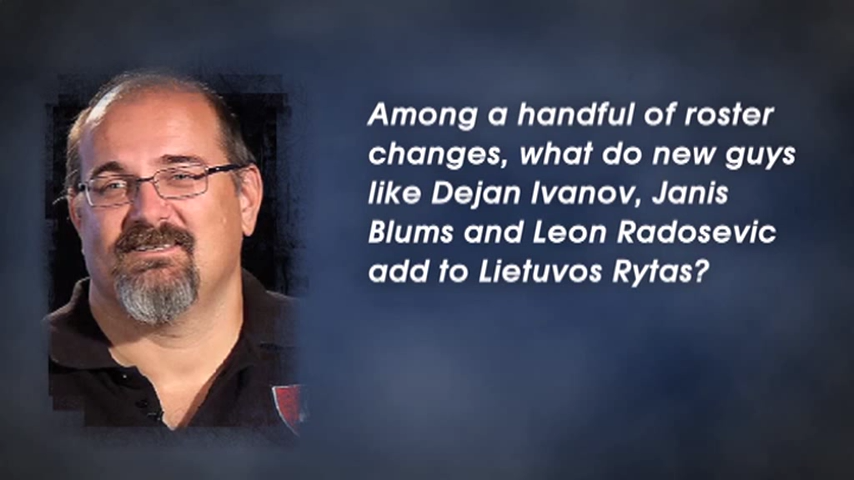 Among a handful of roster
changes, what do new guys
like Dejan Ivanov, Janis
Blums and Leon Radosevic
add to Lietuvos Rytas?